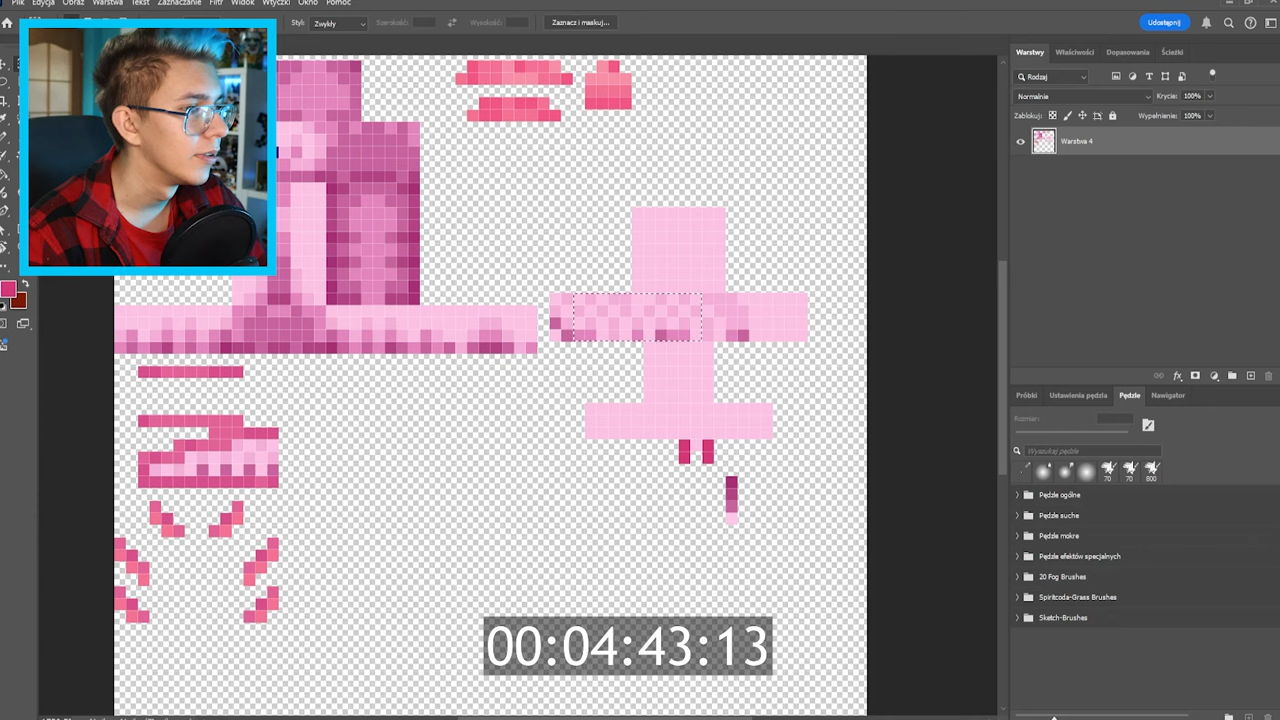 Plik Edycja Obraz Warstwa Tekst Zaznaczanie Filtr Widok Wtyczki Okno Pomoc
Styl: Zwykły Szerokość: Wysokość: Zaznacz i maskuj... Udostępnij
Warstwy Właściwości Dopasowania Ścieżki
Rodzaj
Normalnie Krycie: 100%
Zablokuj: Wypełnienie: 100%
Warstwa 4
fx
Próbki Ustawienia pędzla Pędzle Nawigator
Rozmiar:
Wyszukaj pędzle
70 70 800
Pędzle ogólne
Pędzle suche
Pędzle mokre
Pędzle efektów specjalnych
20 Fog Brushes
Spiritcoda-Grass Brushes
Sketch-Brushes
00:04:43:13